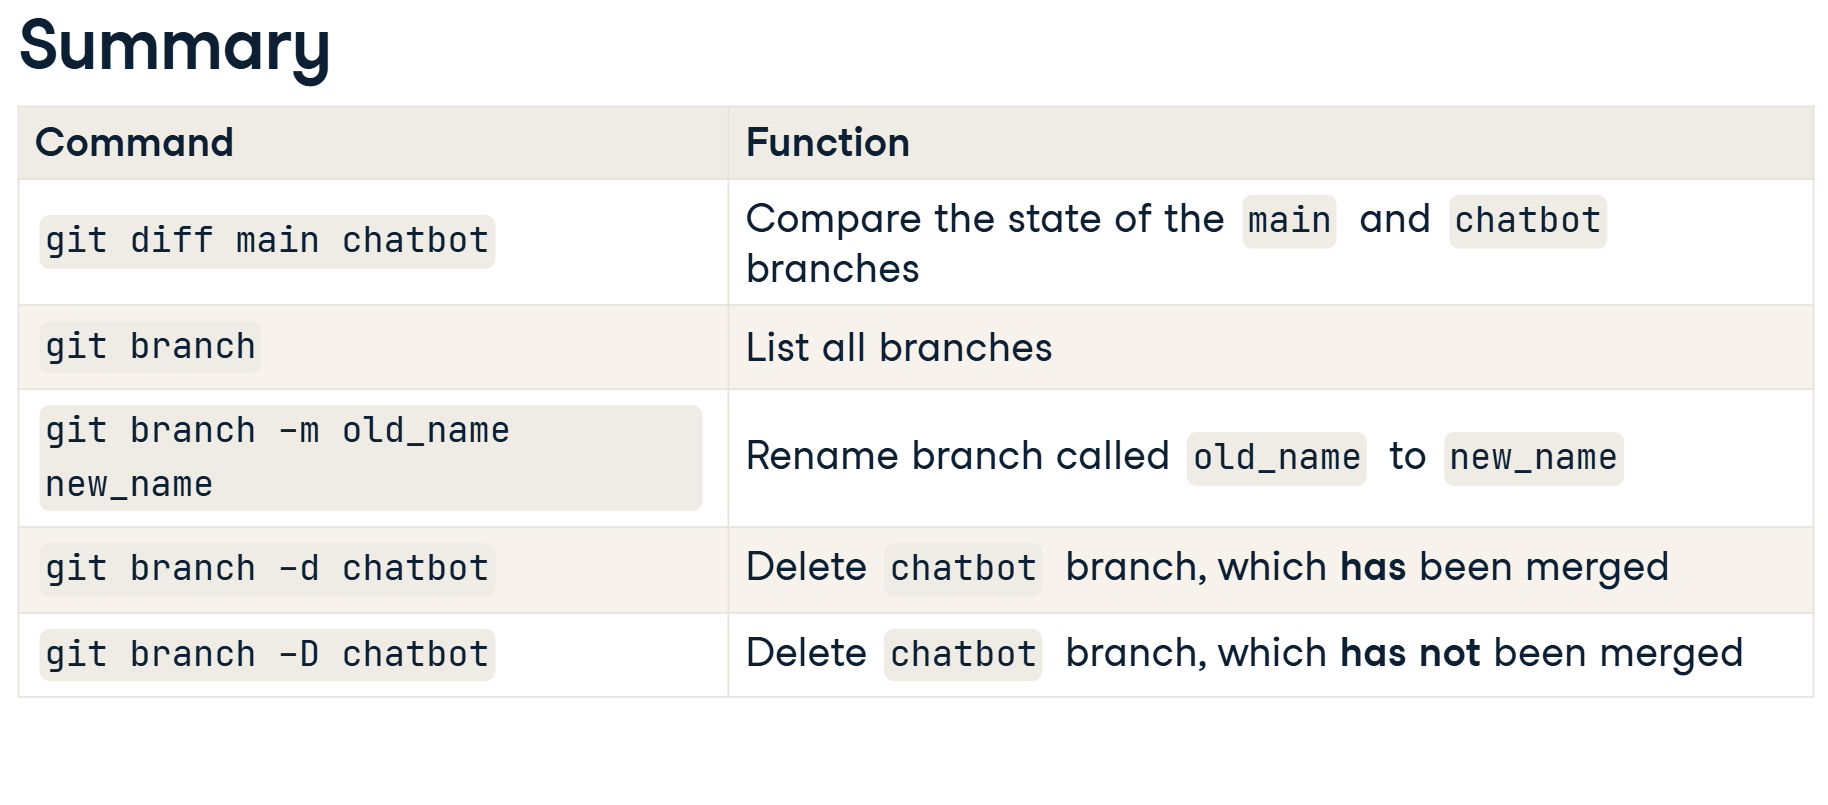 Summary
Command Function
git diff main chatbot Compare the state of the main and chatbot
branches
git branch List all branches
git branch -m old_name
new_name
Rename branch called old_name to new_name
git branch -d chatbot Delete chatbot branch, which has been merged
git branch -D chatbot Delete chatbot branch, which has not been merged